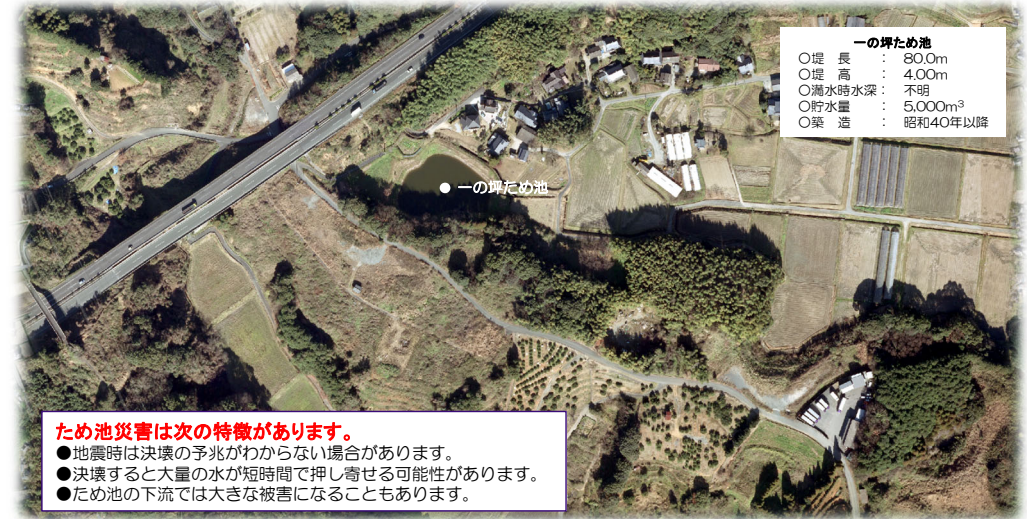 一の坪ため池
○堤 長 : 80.0m
○堤 高 : 4.00m
○満水時水深: 不明
○貯水量 : 5,000m³
○築 造 : 昭和40年以降
● 一の坪ため池
ため池災害は次の特徴があります。
●地震時は決壊の予兆がわからない場合があります。
●決壊すると大量の水が短時間で押し寄せる可能性があります。
●ため池の下流では大きな被害になることもあります。